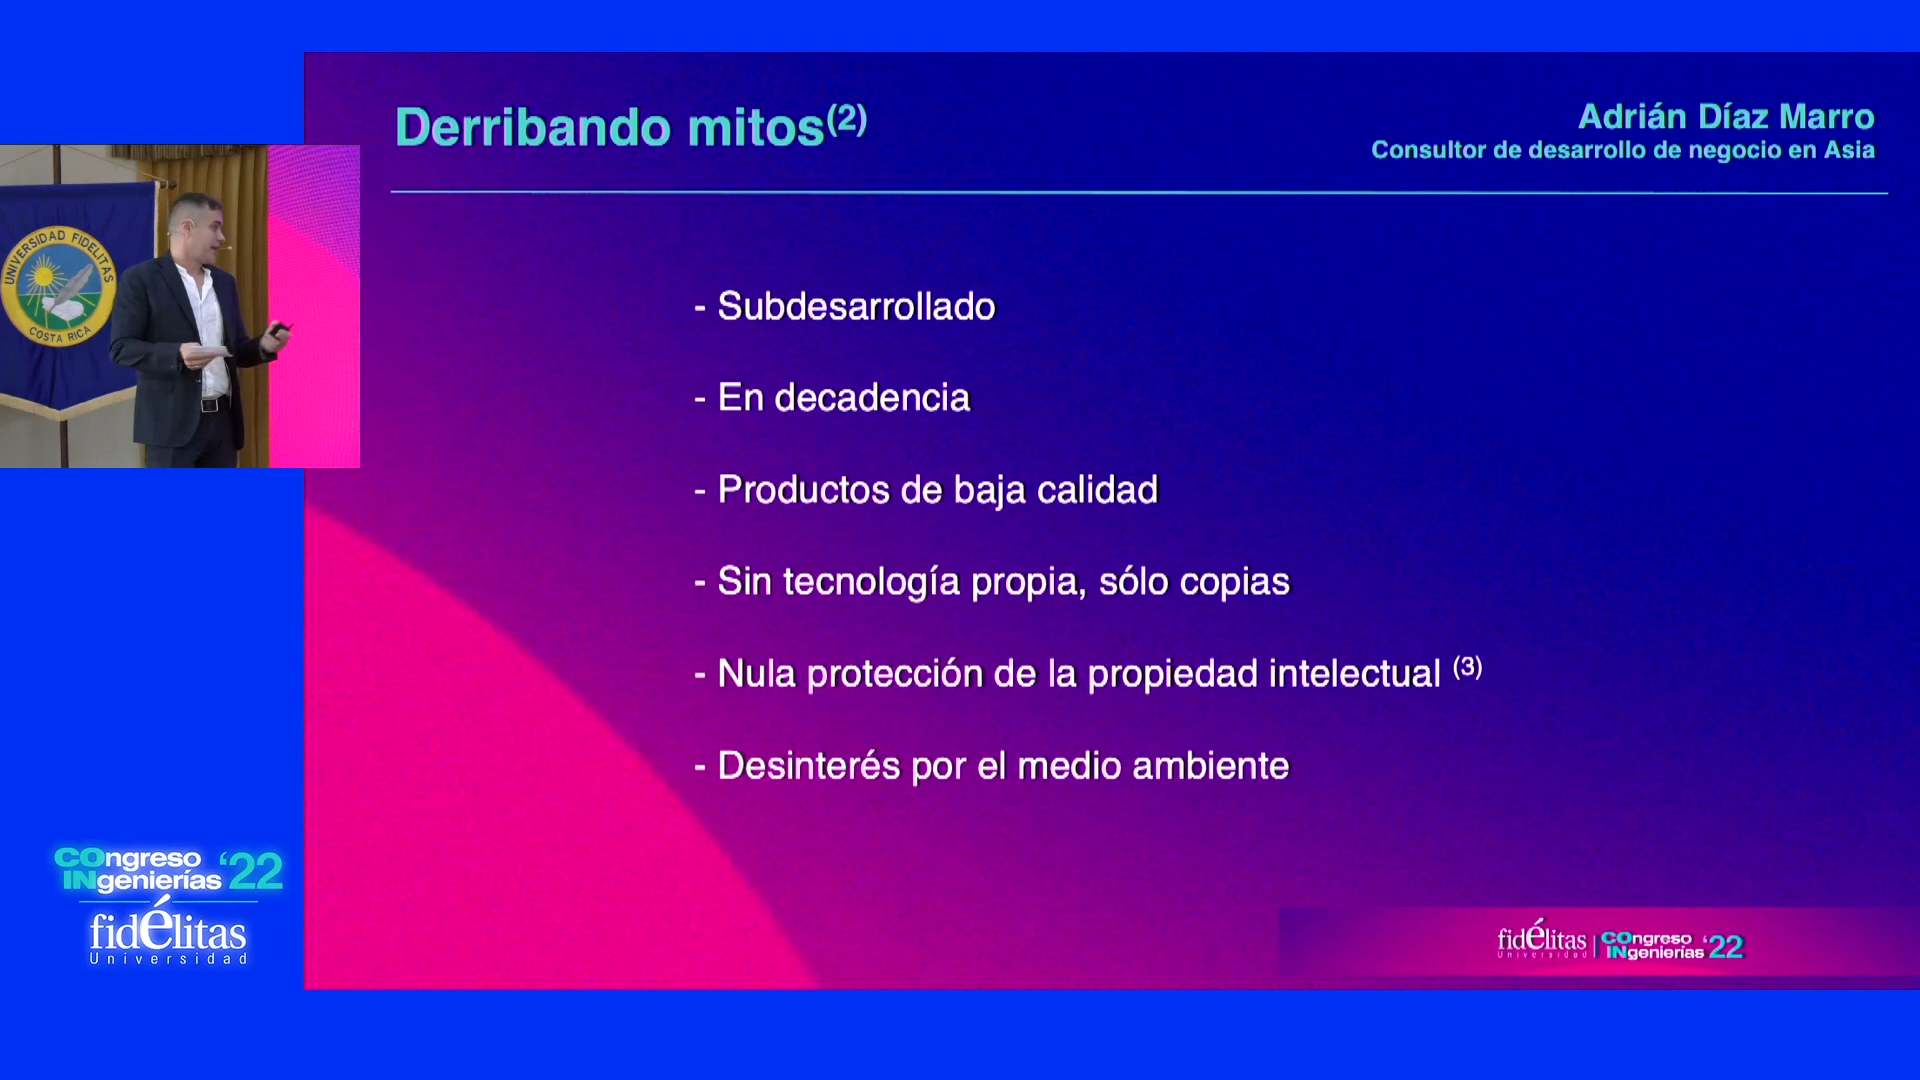 Derribando mitos(2)
Adrián Díaz Marro
Consultor de desarrollo de negocio en Asia
UNIVERSIDAD FIDELITAS
COSTA RICA
- Subdesarrollado
- En decadencia
- Productos de baja calidad
- Sin tecnología propia, sólo copias
- Nula protección de la propiedad intelectual (3)
- Desinterés por el medio ambiente
COngreso
INgenierías '22
fidélitas
Universidad
fidélitas
Universidad
COngreso
INgenierías '22